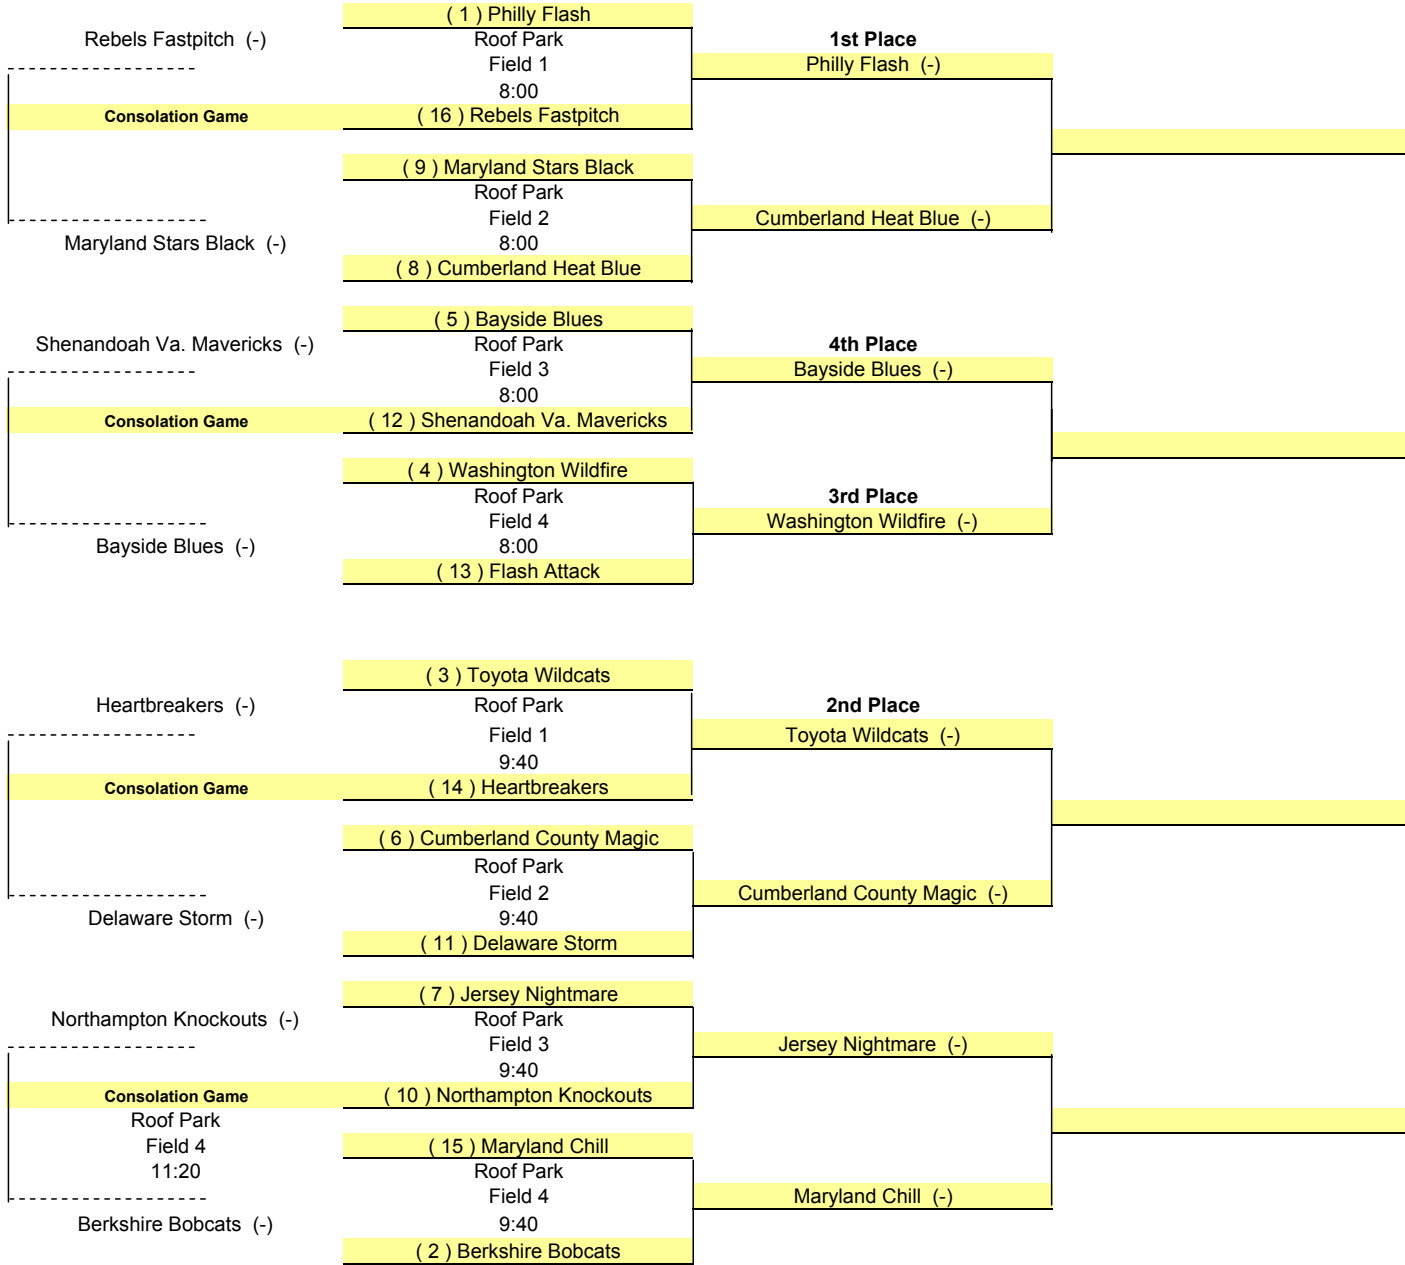 ( 1 ) Philly Flash
Rebels Fastpitch (-)
Roof Park
1st Place
Field 1
Philly Flash (-)
8:00
Consolation Game
( 16 ) Rebels Fastpitch
( 9 ) Maryland Stars Black
Roof Park
Field 2
Cumberland Heat Blue (-)
Maryland Stars Black (-)
8:00
( 8 ) Cumberland Heat Blue
( 5 ) Bayside Blues
Shenandoah Va. Mavericks (-)
Roof Park
4th Place
Field 3
Bayside Blues (-)
8:00
Consolation Game
( 12 ) Shenandoah Va. Mavericks
( 4 ) Washington Wildfire
Roof Park
3rd Place
Field 4
Washington Wildfire (-)
Bayside Blues (-)
8:00
( 13 ) Flash Attack
( 3 ) Toyota Wildcats
Heartbreakers (-)
Roof Park
2nd Place
Field 1
Toyota Wildcats (-)
9:40
Consolation Game
( 14 ) Heartbreakers
( 6 ) Cumberland County Magic
Roof Park
Field 2
Cumberland County Magic (-)
Delaware Storm (-)
9:40
( 11 ) Delaware Storm
( 7 ) Jersey Nightmare
Northampton Knockouts (-)
Roof Park
Field 3
Jersey Nightmare (-)
9:40
Consolation Game
( 10 ) Northampton Knockouts
Roof Park
Field 4
( 15 ) Maryland Chill
11:20
Roof Park
Field 4
Maryland Chill (-)
Berkshire Bobcats (-)
9:40
( 2 ) Berkshire Bobcats